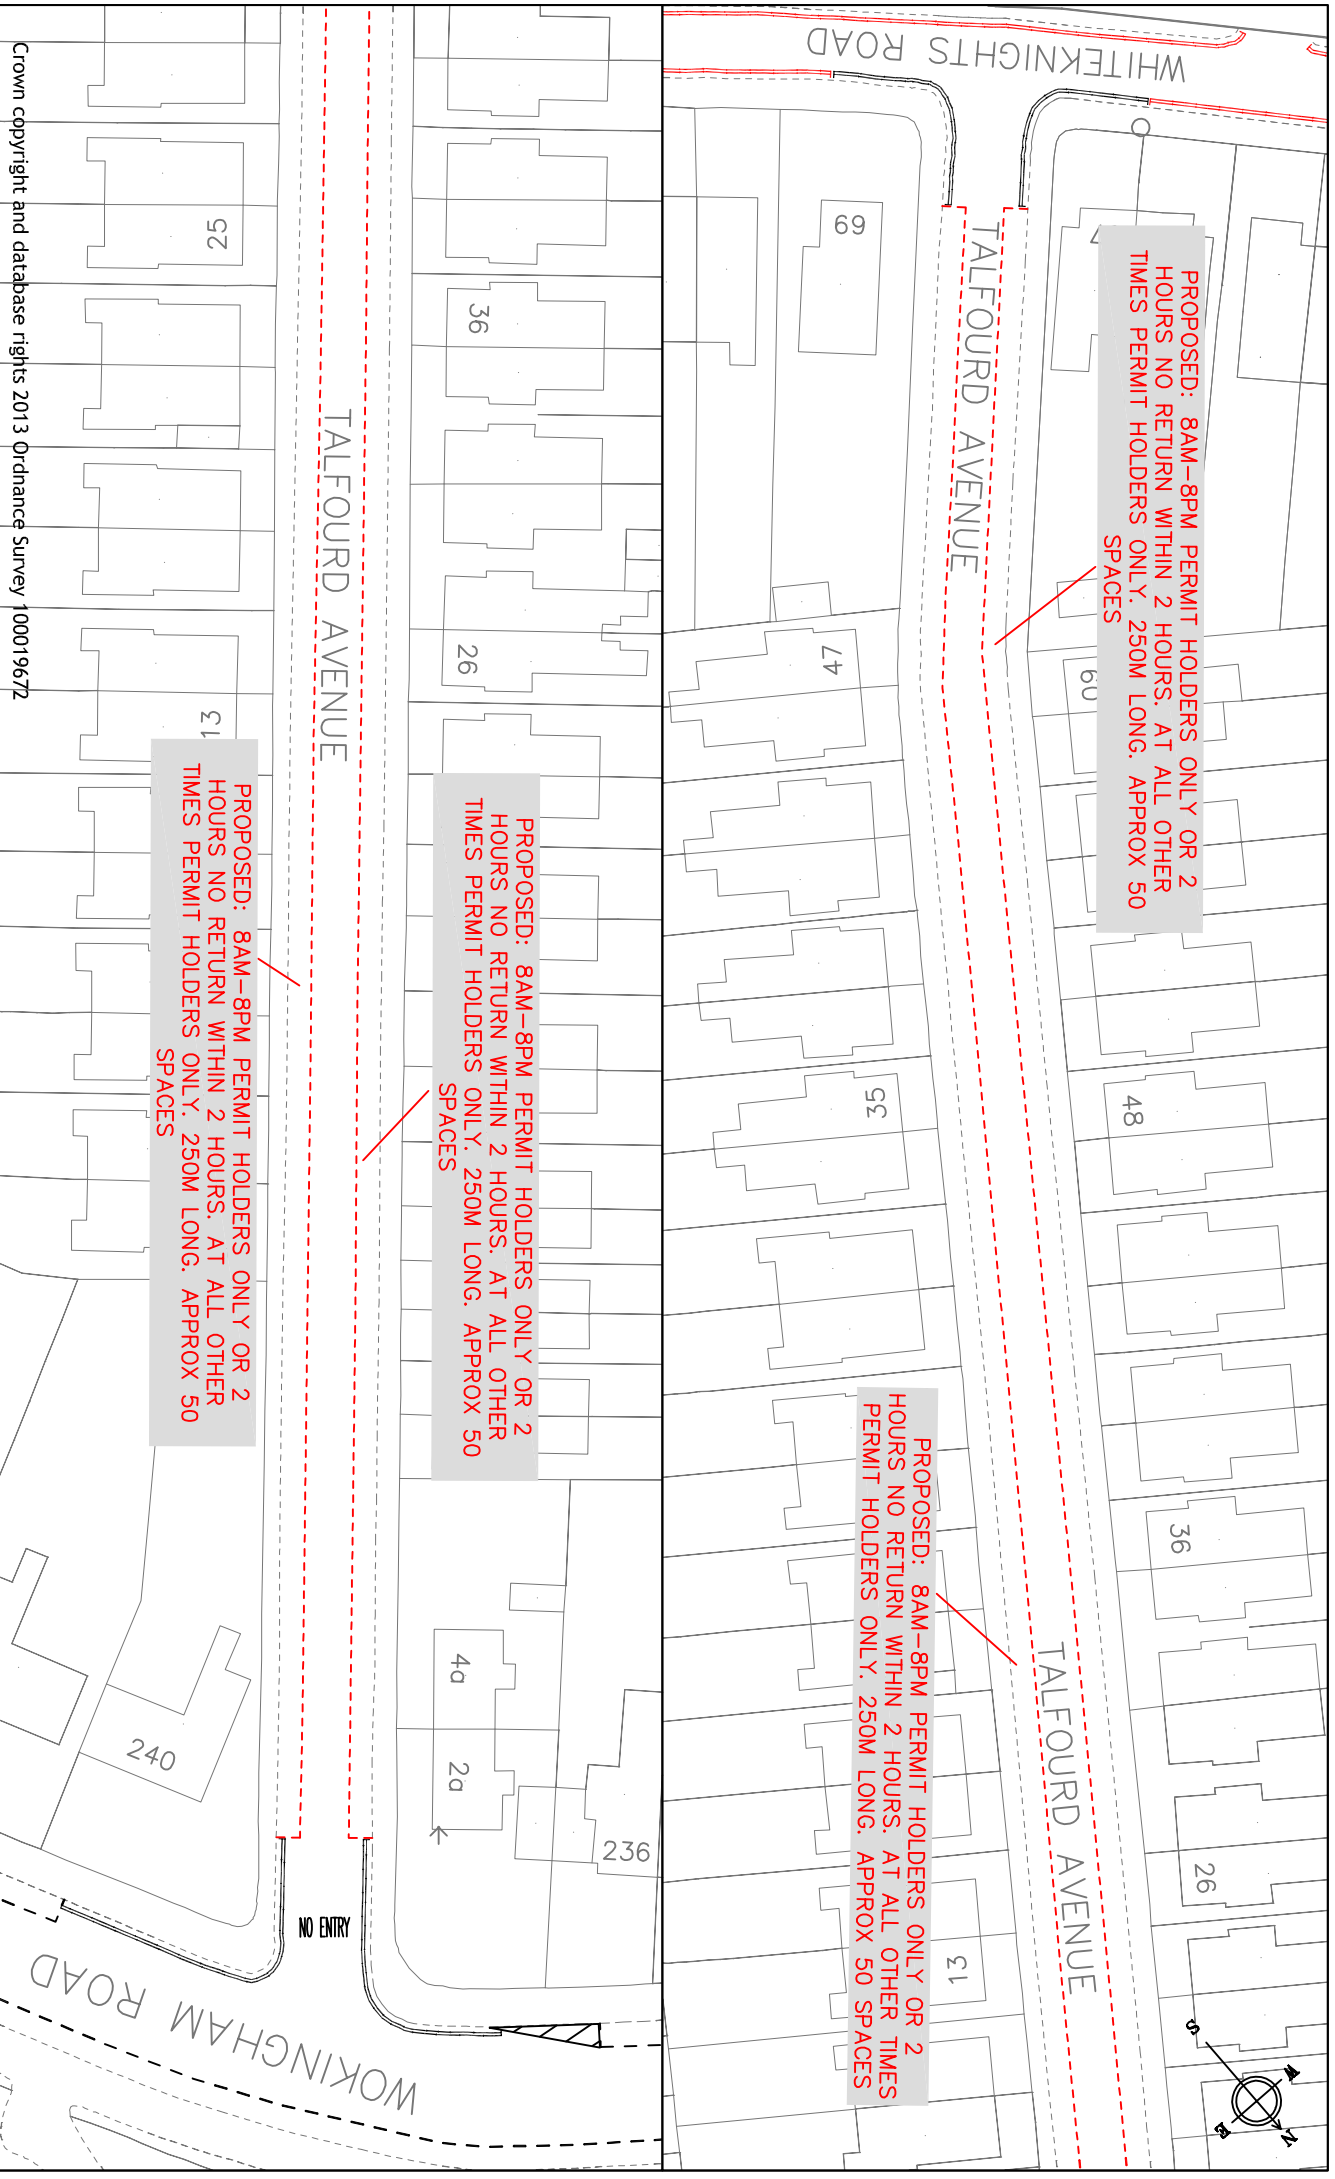 WHITEKNIGHTS ROAD
TALFOURD AVENUE
PROPOSED: 8AM-8PM PERMIT HOLDERS ONLY OR 2
HOURS NO RETURN WITHIN 2 HOURS. AT ALL OTHER
TIMES PERMIT HOLDERS ONLY. 250M LONG. APPROX 50
SPACES
69
47
60
35
48
36
26
13
PROPOSED: 8AM-8PM PERMIT HOLDERS ONLY OR 2
HOURS NO RETURN WITHIN 2 HOURS. AT ALL OTHER TIMES
PERMIT HOLDERS ONLY. 250M LONG. APPROX 50 SPACES
TALFOURD AVENUE
S
W
N
E
25
36
26
13
TALFOURD AVENUE
PROPOSED: 8AM-8PM PERMIT HOLDERS ONLY OR 2
HOURS NO RETURN WITHIN 2 HOURS. AT ALL OTHER
TIMES PERMIT HOLDERS ONLY. 250M LONG. APPROX 50
SPACES
PROPOSED: 8AM-8PM PERMIT HOLDERS ONLY OR 2
HOURS NO RETURN WITHIN 2 HOURS. AT ALL OTHER
TIMES PERMIT HOLDERS ONLY. 250M LONG. APPROX 50
SPACES
4a
2a
236
240
NO ENTRY
WOKINGHAM ROAD
Crown copyright and database rights 2013 Ordnance Survey 100019672